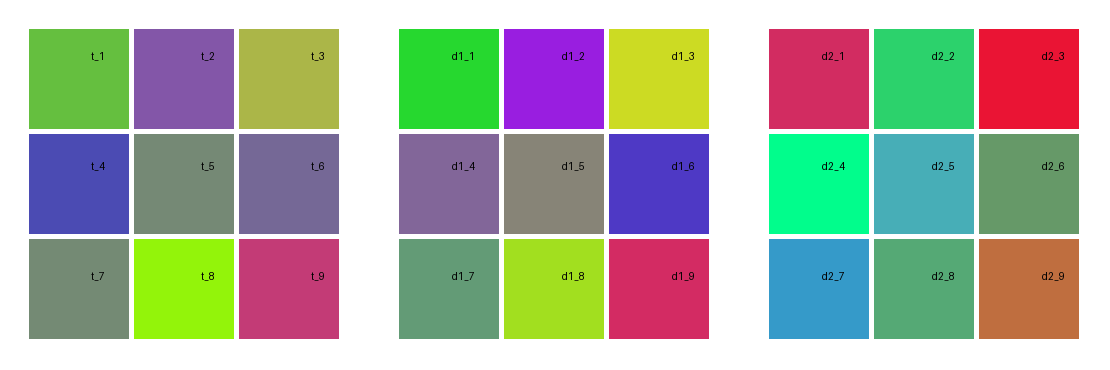 t_1 t_2 t_3 d1_1 d1_2 d1_3 d2_1 d2_2 d2_3
t_4 t_5 t_6 d1_4 d1_5 d1_6 d2_4 d2_5 d2_6
t_7 t_8 t_9 d1_7 d1_8 d1_9 d2_7 d2_8 d2_9